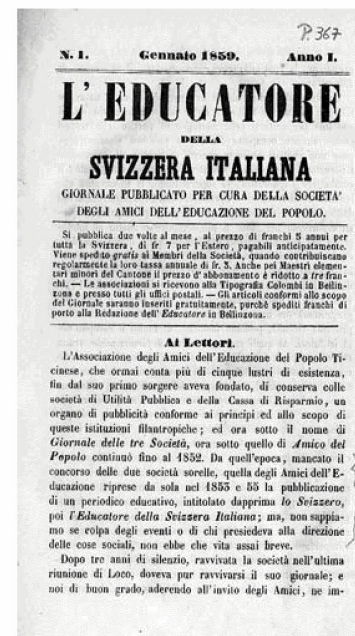 P. 367
N. 1. Gennaio 1859. Anno I.
L'EDUCATORE
DELLA
SVIZZERA ITALIANA
GIORNALE PUBBLICATO PER CURA DELLA SOCIETA'
DEGLI AMICI DELL'EDUCAZIONE DEL POPOLO.
Si pubblica due volte al mese, al prezzo di franchi 5 annui per
tutta la Svizzera, di fr. 7 per l'Estero, pagabili anticipatamente.
Viene spedito gratis ai Membri della Società, quando contribuiscono
regolarmente la loro tassa annuale di fr. 5. Anche pei Maestri elemen-
tari minori del Cantone il prezzo d'abbonamento è ridotto a tre fran-
chi. — Le associazioni si ricevono alla Tipografia Colombi in Bellin-
zona e presso tutti gli uffici postali. — Gli articoli conformi allo scopo
del Giornale saranno inseriti gratuitamente, purchè spediti franchi di
porto alla Redazione dell'Educatore in Bellinzona.
Ai Lettori.
L'Associazione degli Amici dell'Educazione del Popolo Ti-
cinese, che ormai conta più di cinque lustri di esistenza,
fin dal suo primo sorgere aveva fondato, di conserva colle
società di Utilità Pubblica e della Cassa di Risparmio, un
organo di pubblicità conforme ai principi ed allo scopo di
queste istituzioni filantropiche; ed ora sotto il nome di
Giornale delle tre Società, ora sotto quello di Amico del
Popolo continuò fino al 1852. Da quell'epoca, mancato il
concorso delle due società sorelle, quella degli Amici dell'E-
ducazione riprese da sola nel 1853 e 55 la pubblicazione
di un periodico educativo, intitolato dapprima lo Svizzero,
poi l'Educatore della Svizzera Italiana; ma, non sappia-
mo se colpa degli eventi o di chi presiedeva alla direzione
delle cose sociali, non ebbe che vita assai breve.
Dopo tre anni di silenzio, ravvivata la società nell'ultima
riunione di Loco, doveva pur ravvivarsi il suo giornale; e
noi di buon grado, aderendo all'invito degli Amici, ne im-